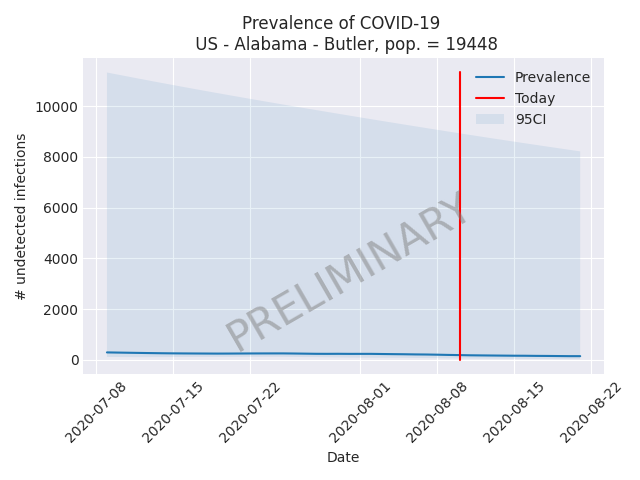 Prevalence of COVID-19
US - Alabama - Butler, pop. = 19448
Prevalence
Today
95CI
10000
8000
6000
4000
2000
0
# undetected infections
PRELIMINARY
2020-07-08
2020-07-15
2020-07-22
2020-08-01
2020-08-08
2020-08-15
2020-08-22
Date